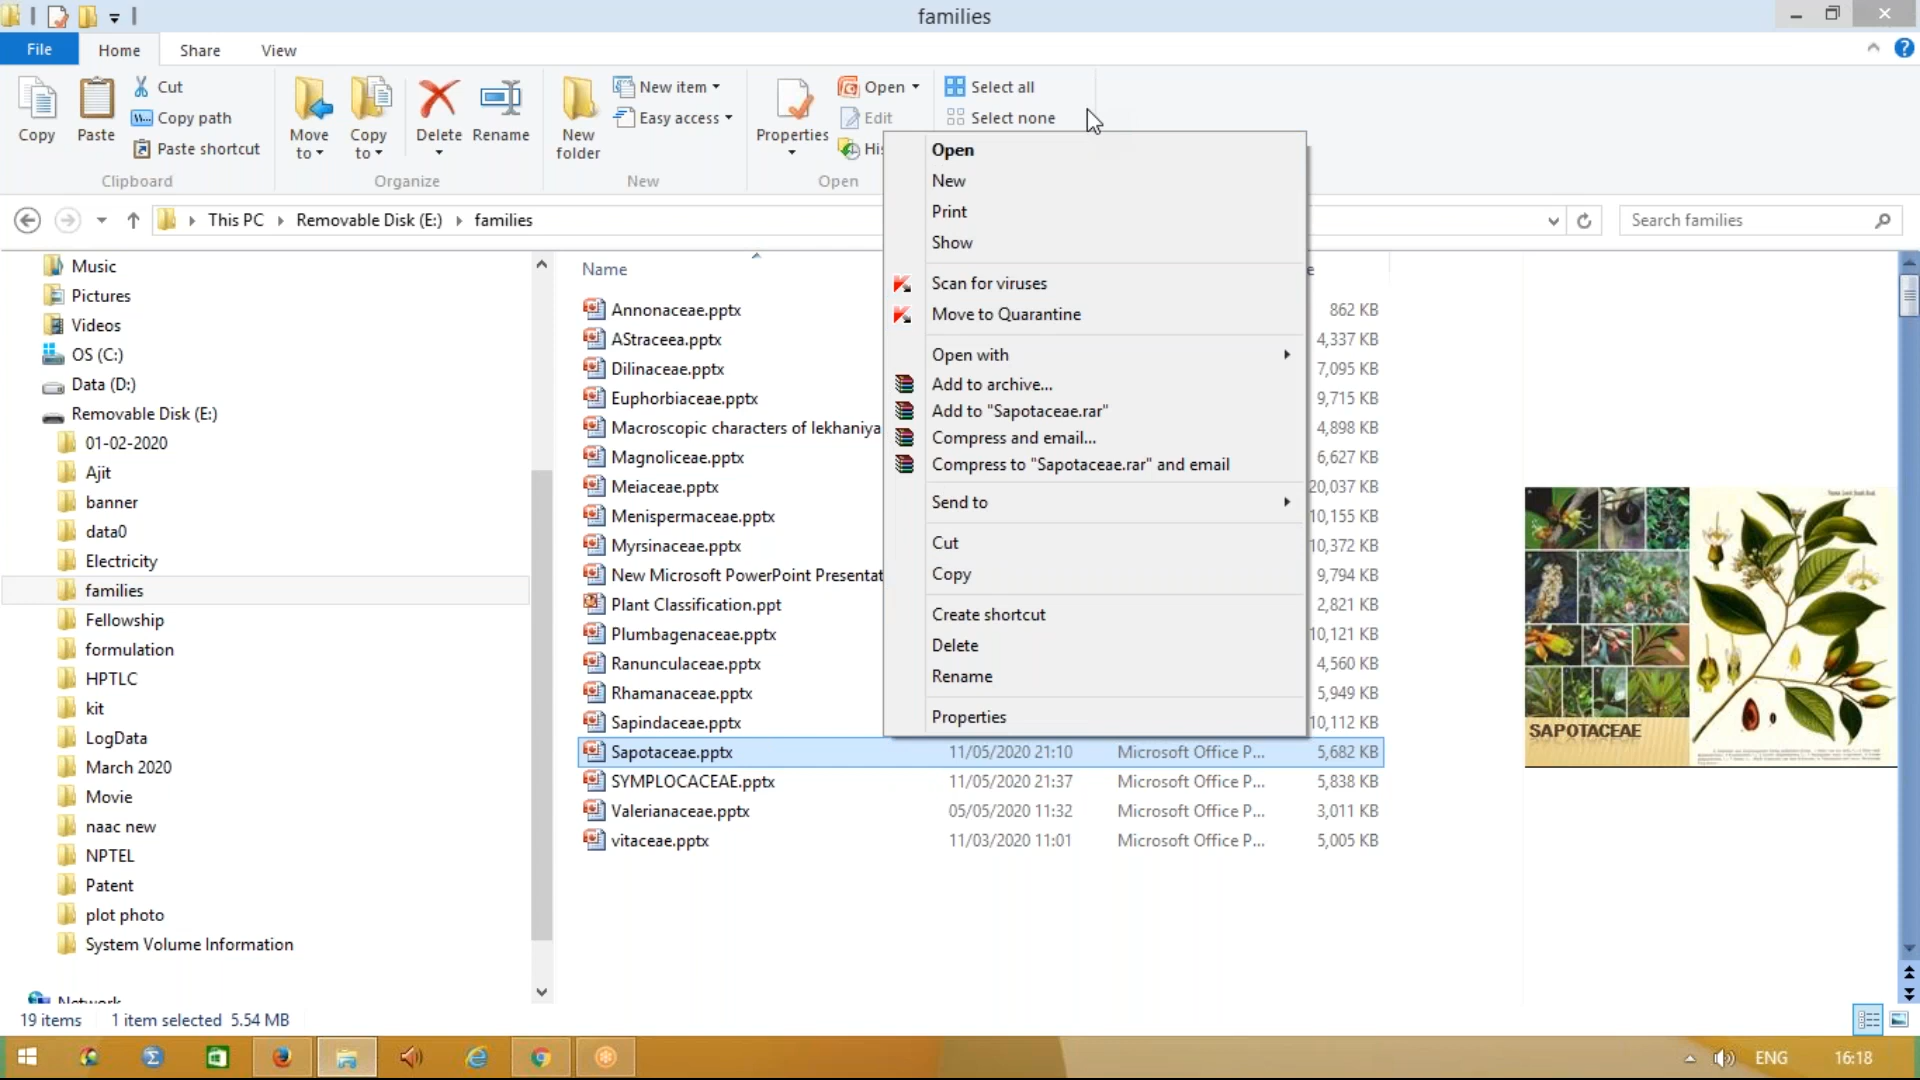 families
File
Home
Share
View
Copy
Paste
Cut
Copy path
Paste shortcut
Clipboard
Move to
Copy to
Delete
Rename
Organize
New folder
New item
Easy access
New
Properties
Open
Edit
His
Open
Select all
Select none
This PC
Removable Disk (E:)
families
Search families
Music
Pictures
Videos
OS (C:)
Data (D:)
Removable Disk (E:)
01-02-2020
Ajit
banner
data0
Electricity
families
Fellowship
formulation
HPTLC
kit
LogData
March 2020
Movie
naac new
NPTEL
Patent
plot photo
System Volume Information
Network
Name
Annonaceae.pptx 862 KB
AStraceea.pptx 4,337 KB
Dilinaceae.pptx 7,095 KB
Euphorbiaceae.pptx 9,715 KB
Macroscopic characters of lekhaniya 4,898 KB
Magnoliceae.pptx 6,627 KB
Meiaceae.pptx 20,037 KB
Menispermaceae.pptx 10,155 KB
Myrsinaceae.pptx 10,372 KB
New Microsoft PowerPoint Presentat 9,794 KB
Plant Classification.ppt 2,821 KB
Plumbagenaceae.pptx 10,121 KB
Ranunculaceae.pptx 4,560 KB
Rhamanaceae.pptx 5,949 KB
Sapindaceae.pptx 10,112 KB
Sapotaceae.pptx 11/05/2020 21:10 Microsoft Office P... 5,682 KB
SYMPLOCACEAE.pptx 11/05/2020 21:37 Microsoft Office P... 5,838 KB
Valerianaceae.pptx 05/05/2020 11:32 Microsoft Office P... 3,011 KB
vitaceae.pptx 11/03/2020 11:01 Microsoft Office P... 5,005 KB
Open
New
Print
Show
Scan for viruses
Move to Quarantine
Open with
Add to archive...
Add to "Sapotaceae.rar"
Compress and email...
Compress to "Sapotaceae.rar" and email
Send to
Cut
Copy
Create shortcut
Delete
Rename
Properties
SAPOTACEAE
19 items
1 item selected 5.54 MB
ENG
16:18